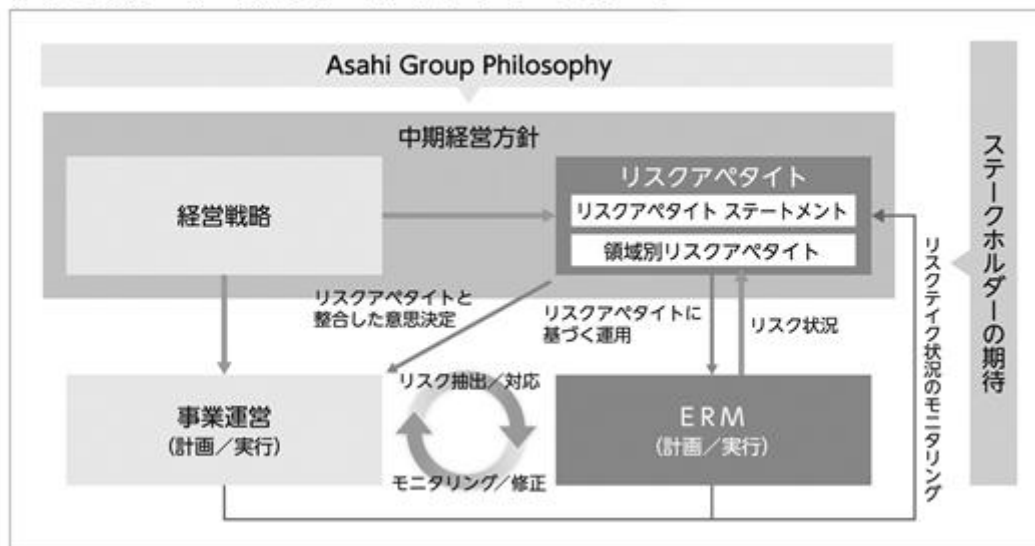 Asahi Group Philosophy
中期経営方針
経営戦略
リスクアペタイト
リスクアペタイト ステートメント
領域別リスクアペタイト
リスクアペタイトと
整合した意思決定
リスクアペタイトに
基づく運用
リスク状況
事業運営
（計画／実行）
リスク抽出／対応
モニタリング／修正
ERM
（計画／実行）
リスクテイク状況のモニタリング
ステークホルダーの期待